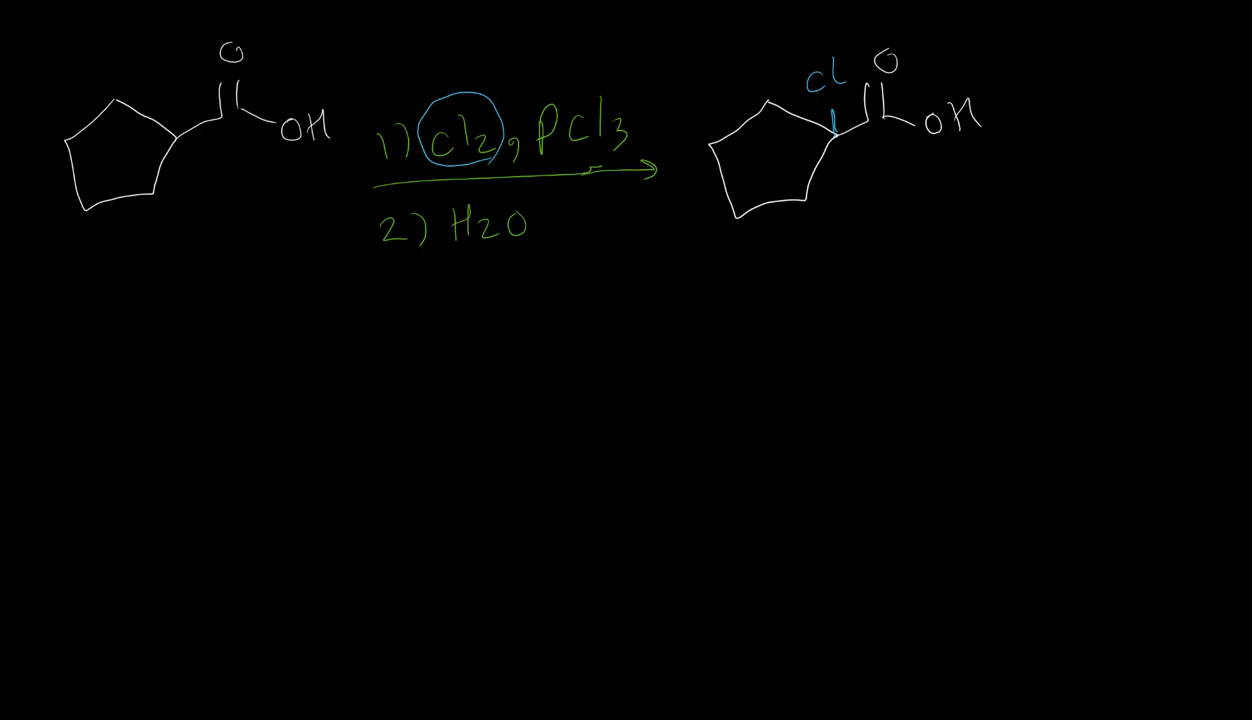 O
OH
1) Cl2, PCl3
2) H2O
Cl
O
OH